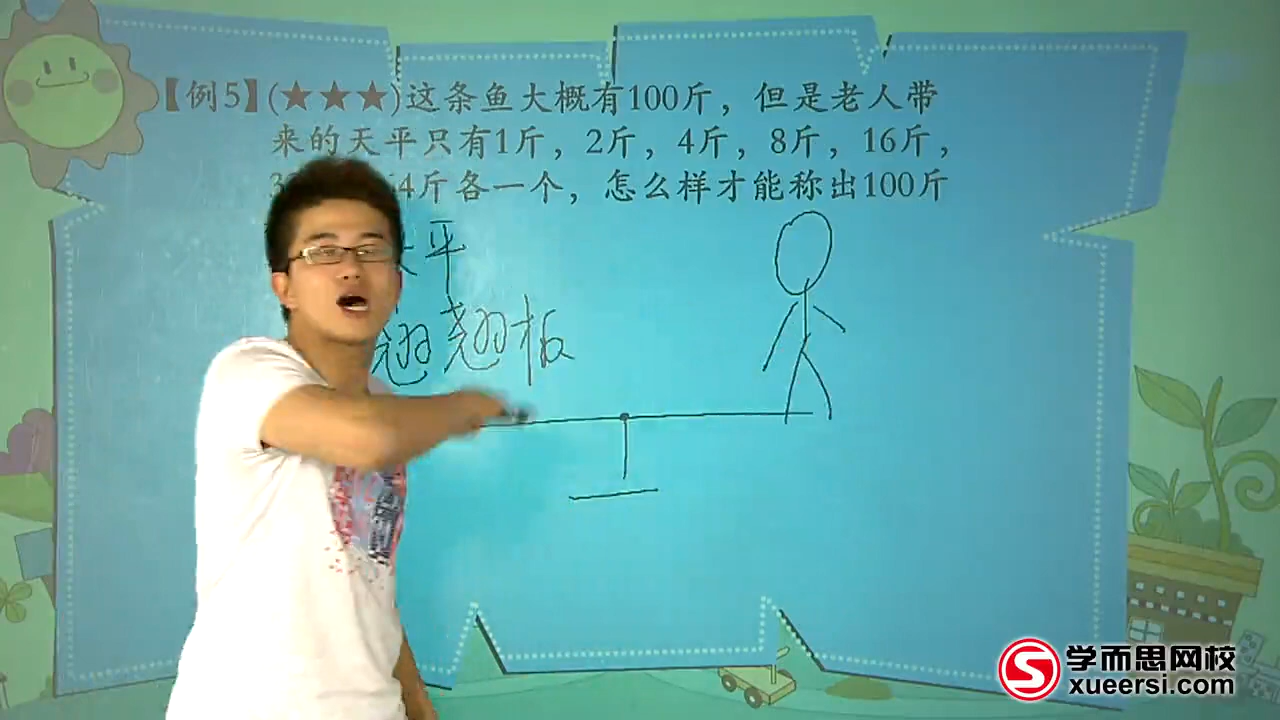 【例5】(★★★)这条鱼大概有100斤，但是老人带
来的天平只有1斤，2斤，4斤，8斤，16斤，
4斤各一个，怎么样才能称出100斤
平
翘翘板
学而思网校
xueersi.com